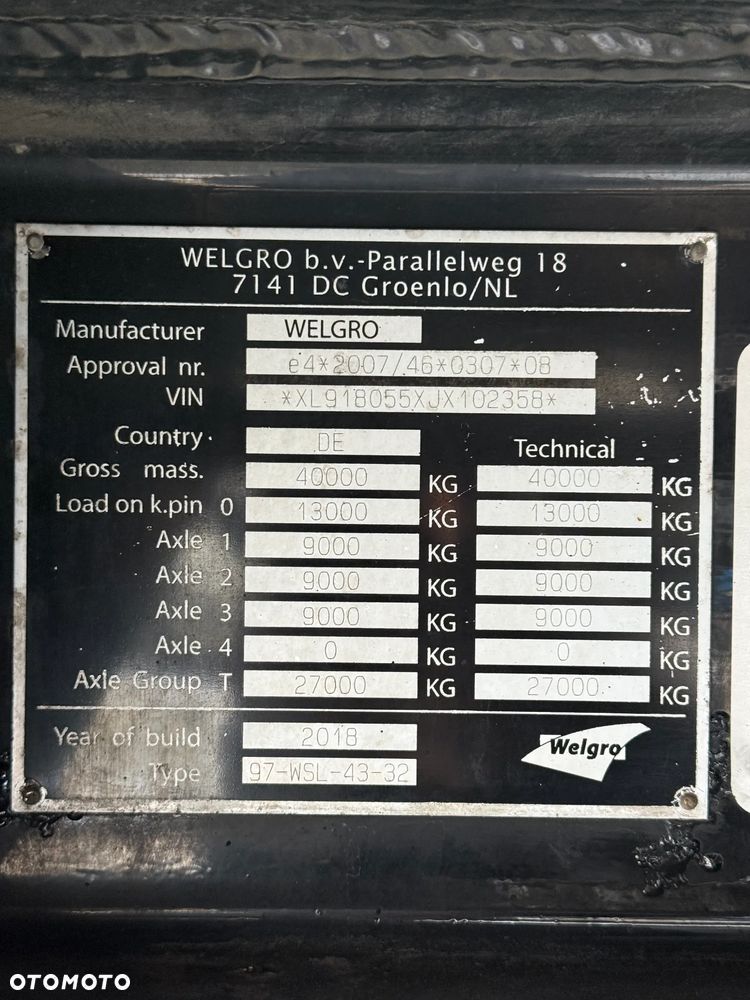 WELGRO b.v.-Parallelweg 18
7141 DC Groenlo/NL
Manufacturer WELGRO
Approval nr. e4*2007/46*0307*08
VIN *XL918055XJX102358*
Country DE Technical
Gross mass. 40000 KG 40000 KG
Load on k.pin 0 13000 KG 13000 KG
Axle 1 9000 KG 9000 KG
Axle 2 9000 KG 9000 KG
Axle 3 9000 KG 9000 KG
Axle 4 0 KG 0 KG
Axle Group T 27000 KG 27000 KG
Year of build 2018
Type 97-WSL-43-32
Welgro
OTOMOTO